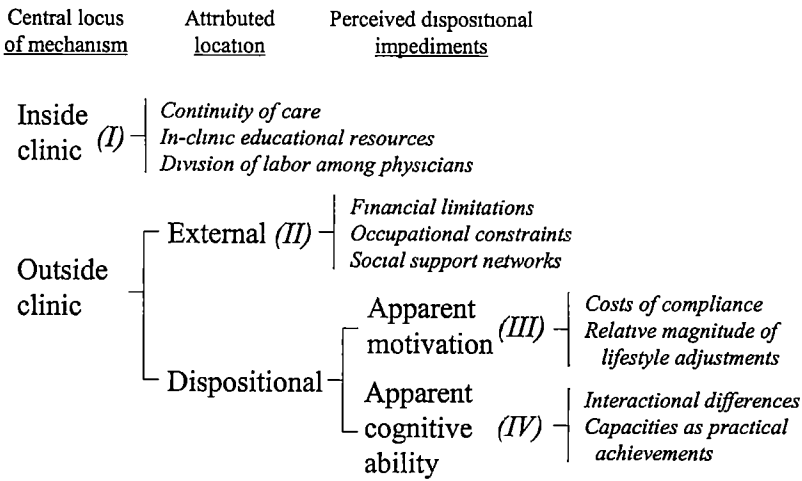 Central locus
of mechanism
Attributed
location
Perceived dispositional
impediments
Inside
clinic (I)
Continuity of care
In-clinic educational resources
Division of labor among physicians
Outside
clinic
External (II)
Financial limitations
Occupational constraints
Social support networks
Dispositional
Apparent
motivation (III)
Costs of compliance
Relative magnitude of
lifestyle adjustments
Apparent
cognitive (IV)
ability
Interactional differences
Capacities as practical
achievements